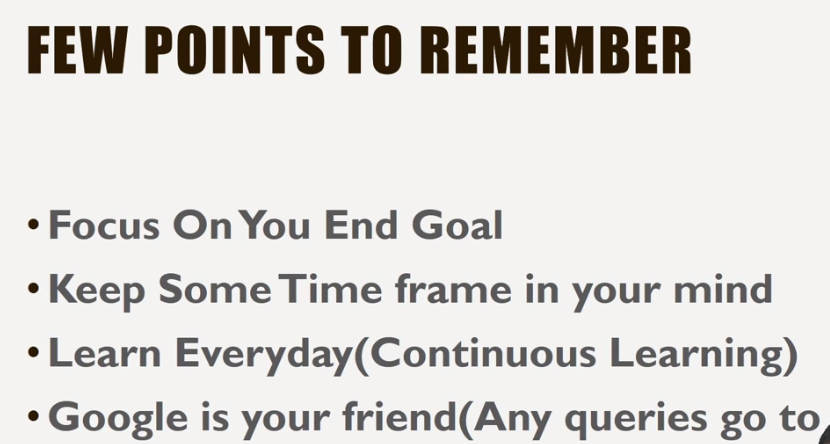 FEW POINTS TO REMEMBER
• Focus On You End Goal
• Keep Some Time frame in your mind
• Learn Everyday(Continuous Learning)
• Google is your friend(Any queries go to